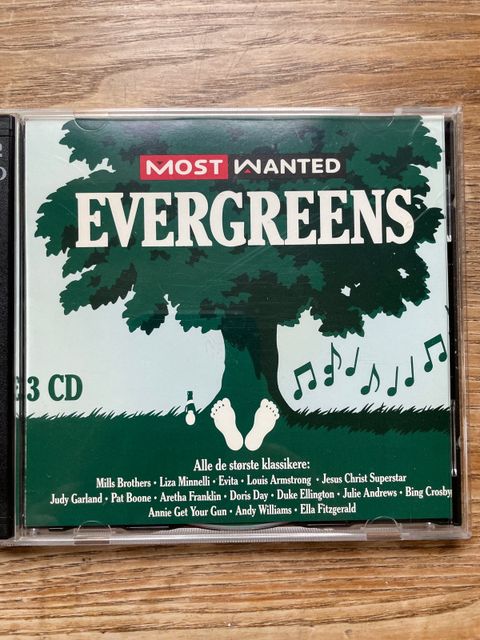 MOST WANTED
EVERGREENS
3 CD
Alle de største klassikere:
Mills Brothers • Liza Minnelli • Evita • Louis Armstrong • Jesus Christ Superstar
Judy Garland • Pat Boone • Aretha Franklin • Doris Day • Duke Ellington • Julie Andrews • Bing Crosby
Annie Get Your Gun • Andy Williams • Ella Fitzgerald